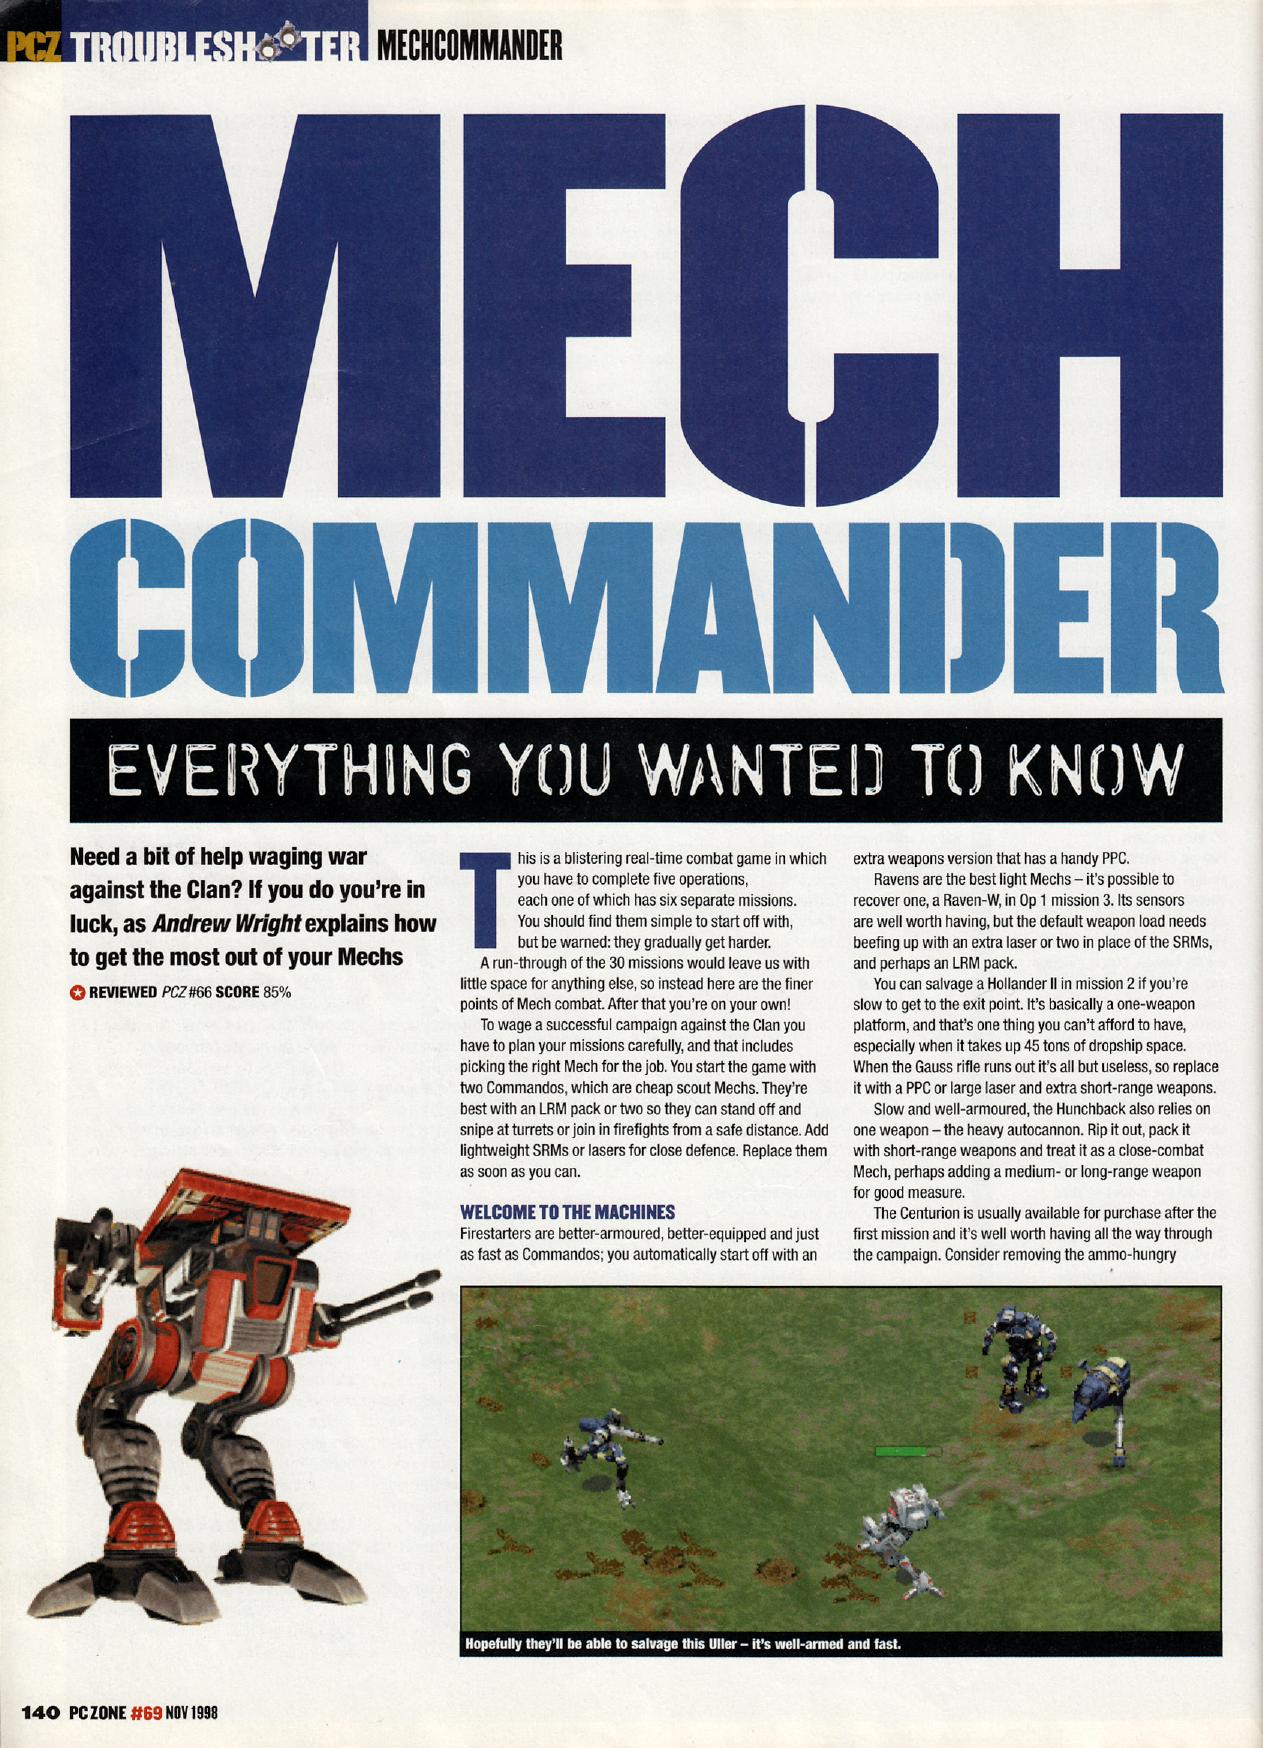 PCZ TROUBLESHOOTER MECHCOMMANDER
MECH
COMMANDER
EVERYTHING YOU WANTED TO KNOW
Need a bit of help waging war
against the Clan? If you do you're in
luck, as Andrew Wright explains how
to get the most out of your Mechs
REVIEWED PCZ #66 SCORE 85%
This is a blistering real-time combat game in which
you have to complete five operations,
each one of which has six separate missions.
You should find them simple to start off with,
but be warned: they gradually get harder.
A run-through of the 30 missions would leave us with
little space for anything else, so instead here are the finer
points of Mech combat. After that you're on your own!
To wage a successful campaign against the Clan you
have to plan your missions carefully, and that includes
picking the right Mech for the job. You start the game with
two Commandos, which are cheap scout Mechs. They're
best with an LRM pack or two so they can stand off and
snipe at turrets or join in firefights from a safe distance. Add
lightweight SRMs or lasers for close defence. Replace them
as soon as you can.
WELCOME TO THE MACHINES
Firestarters are better-armoured, better-equipped and just
as fast as Commandos; you automatically start off with an
extra weapons version that has a handy PPC.
Ravens are the best light Mechs – it's possible to
recover one, a Raven-W, in Op 1 mission 3. Its sensors
are well worth having, but the default weapon load needs
beefing up with an extra laser or two in place of the SRMs,
and perhaps an LRM pack.
You can salvage a Hollander II in mission 2 if you're
slow to get to the exit point. It's basically a one-weapon
platform, and that's one thing you can't afford to have,
especially when it takes up 45 tons of dropship space.
When the Gauss rifle runs out it's all but useless, so replace
it with a PPC or large laser and extra short-range weapons.
Slow and well-armoured, the Hunchback also relies on
one weapon – the heavy autocannon. Rip it out, pack it
with short-range weapons and treat it as a close-combat
Mech, perhaps adding a medium- or long-range weapon
for good measure.
The Centurion is usually available for purchase after the
first mission and it's well worth having all the way through
the campaign. Consider removing the ammo-hungry
Hopefully they'll be able to salvage this Uller – it's well-armed and fast.
140 PC ZONE #69 NOV 1998